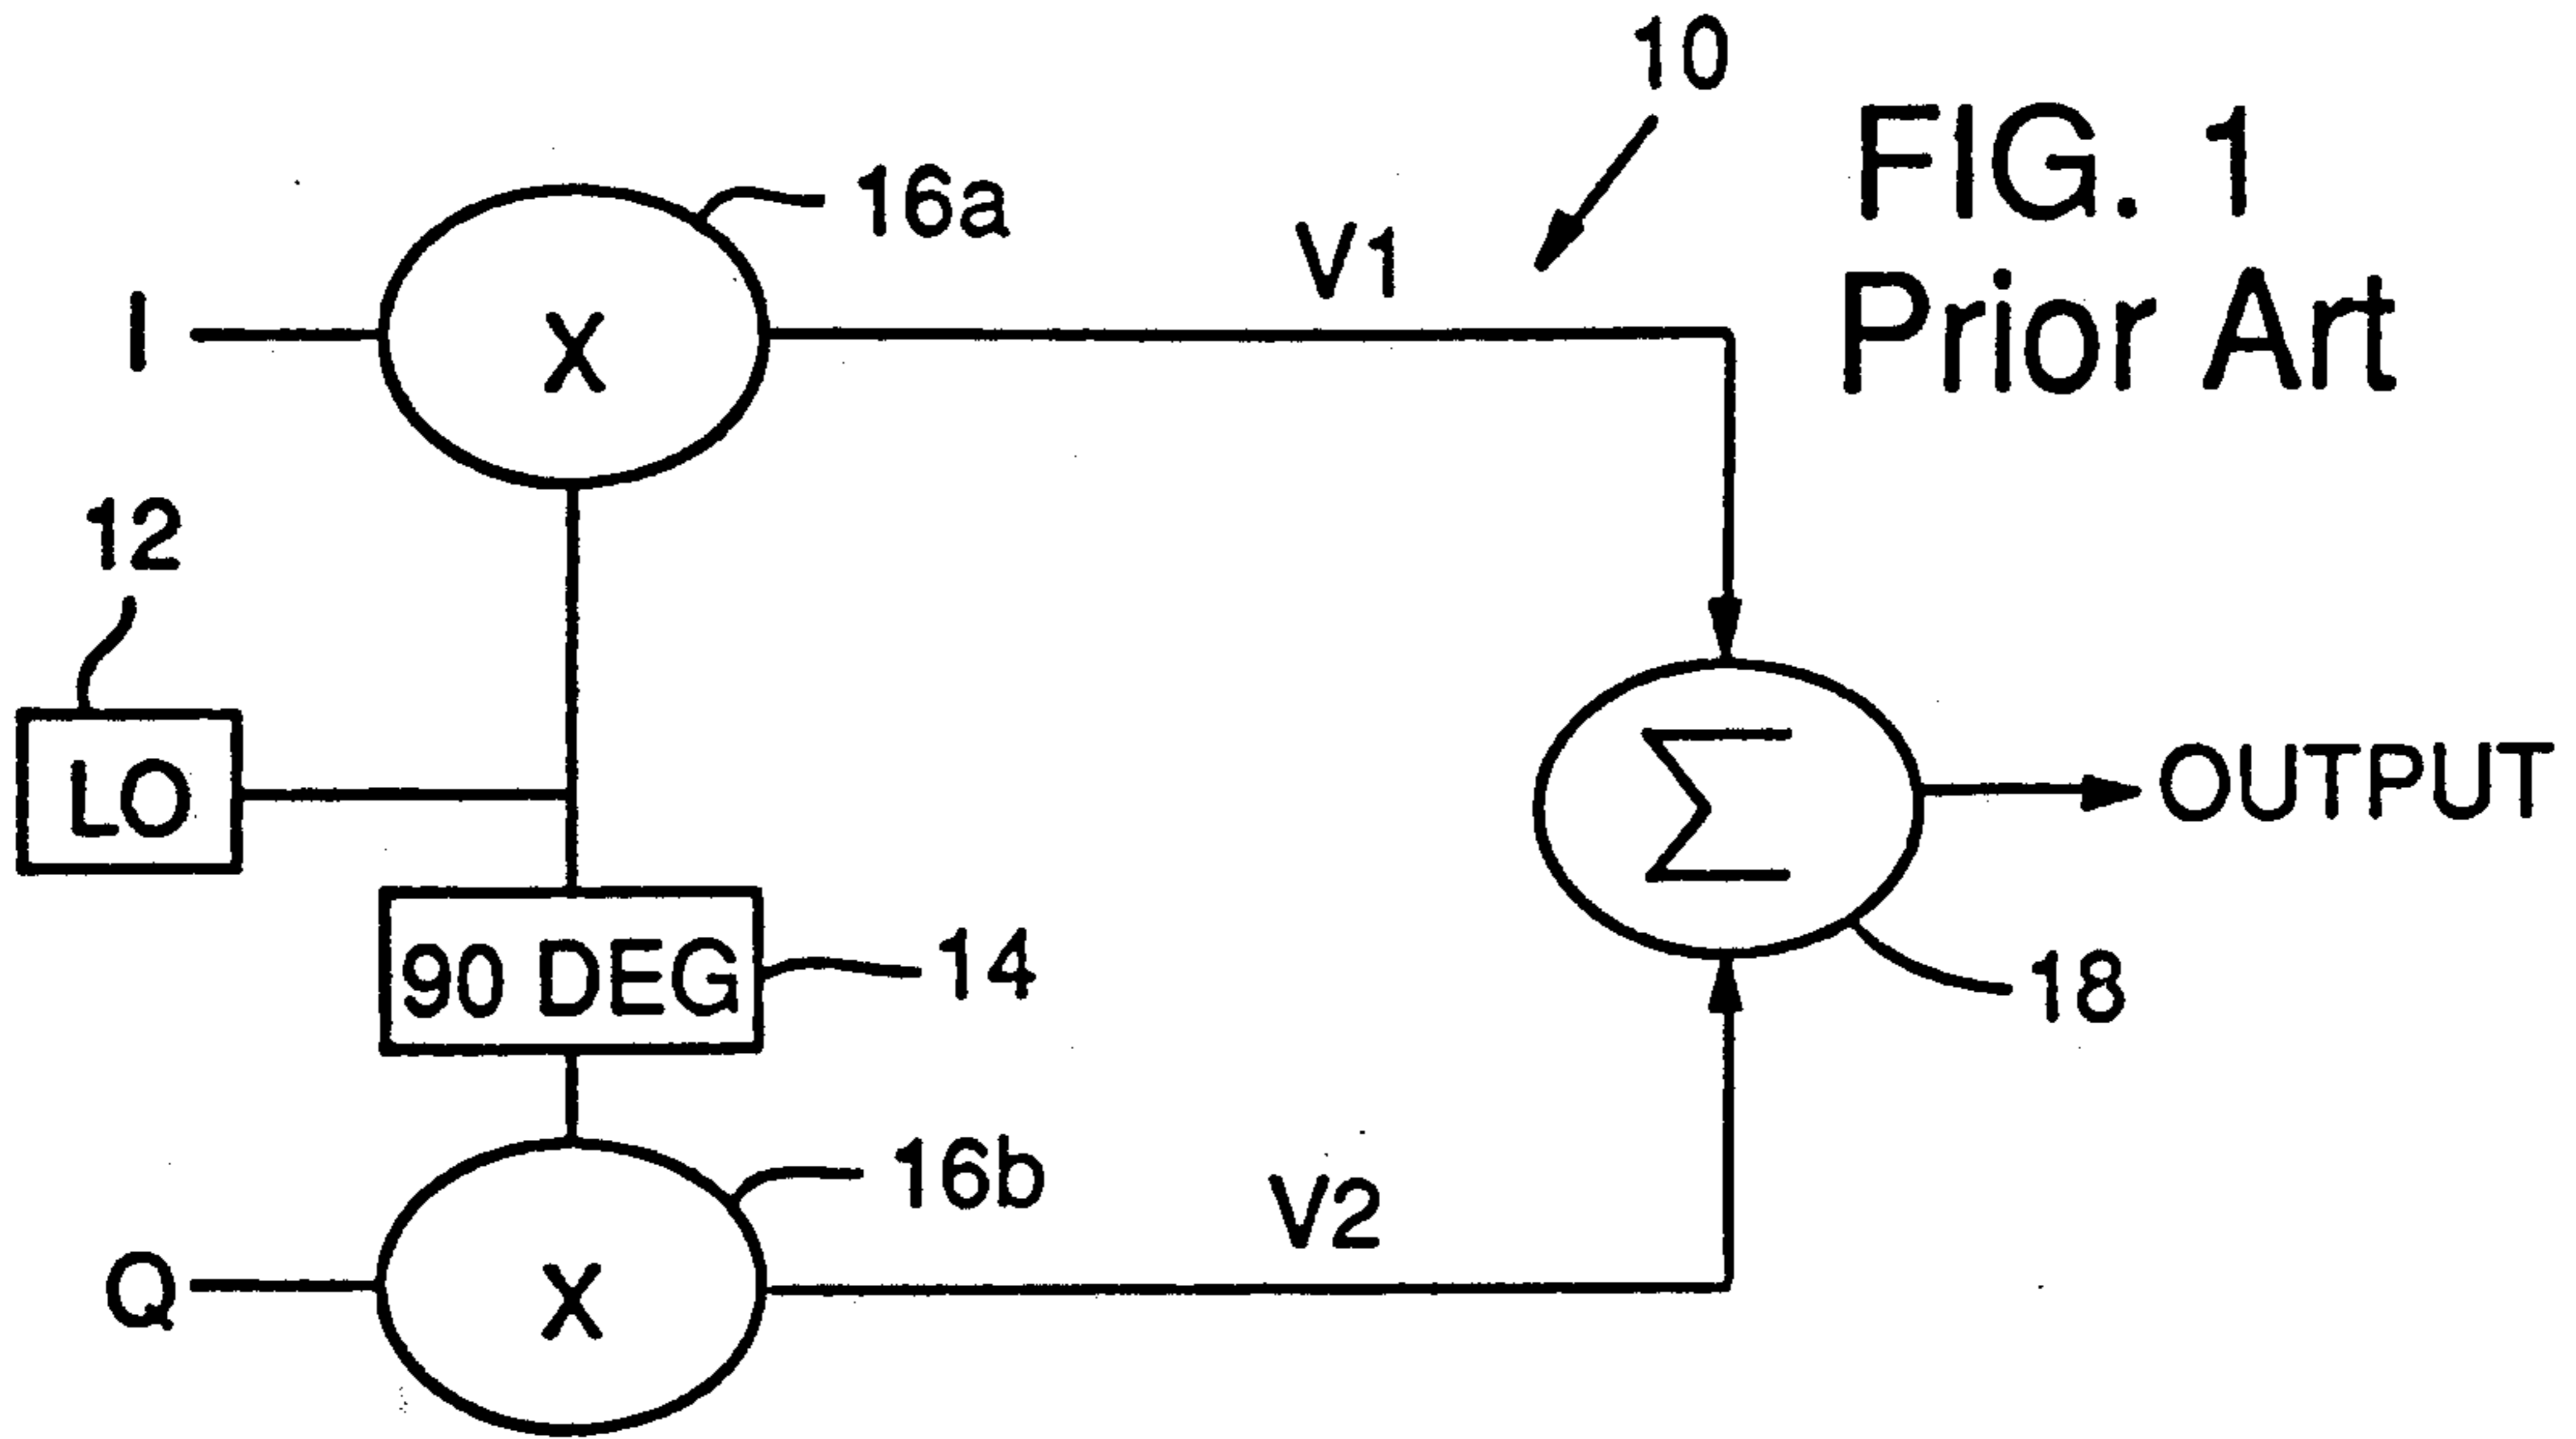 10
FIG. 1
Prior Art
16a
V1
I
X
12
LO
Σ
OUTPUT
90 DEG
14
18
16b
V2
Q
X